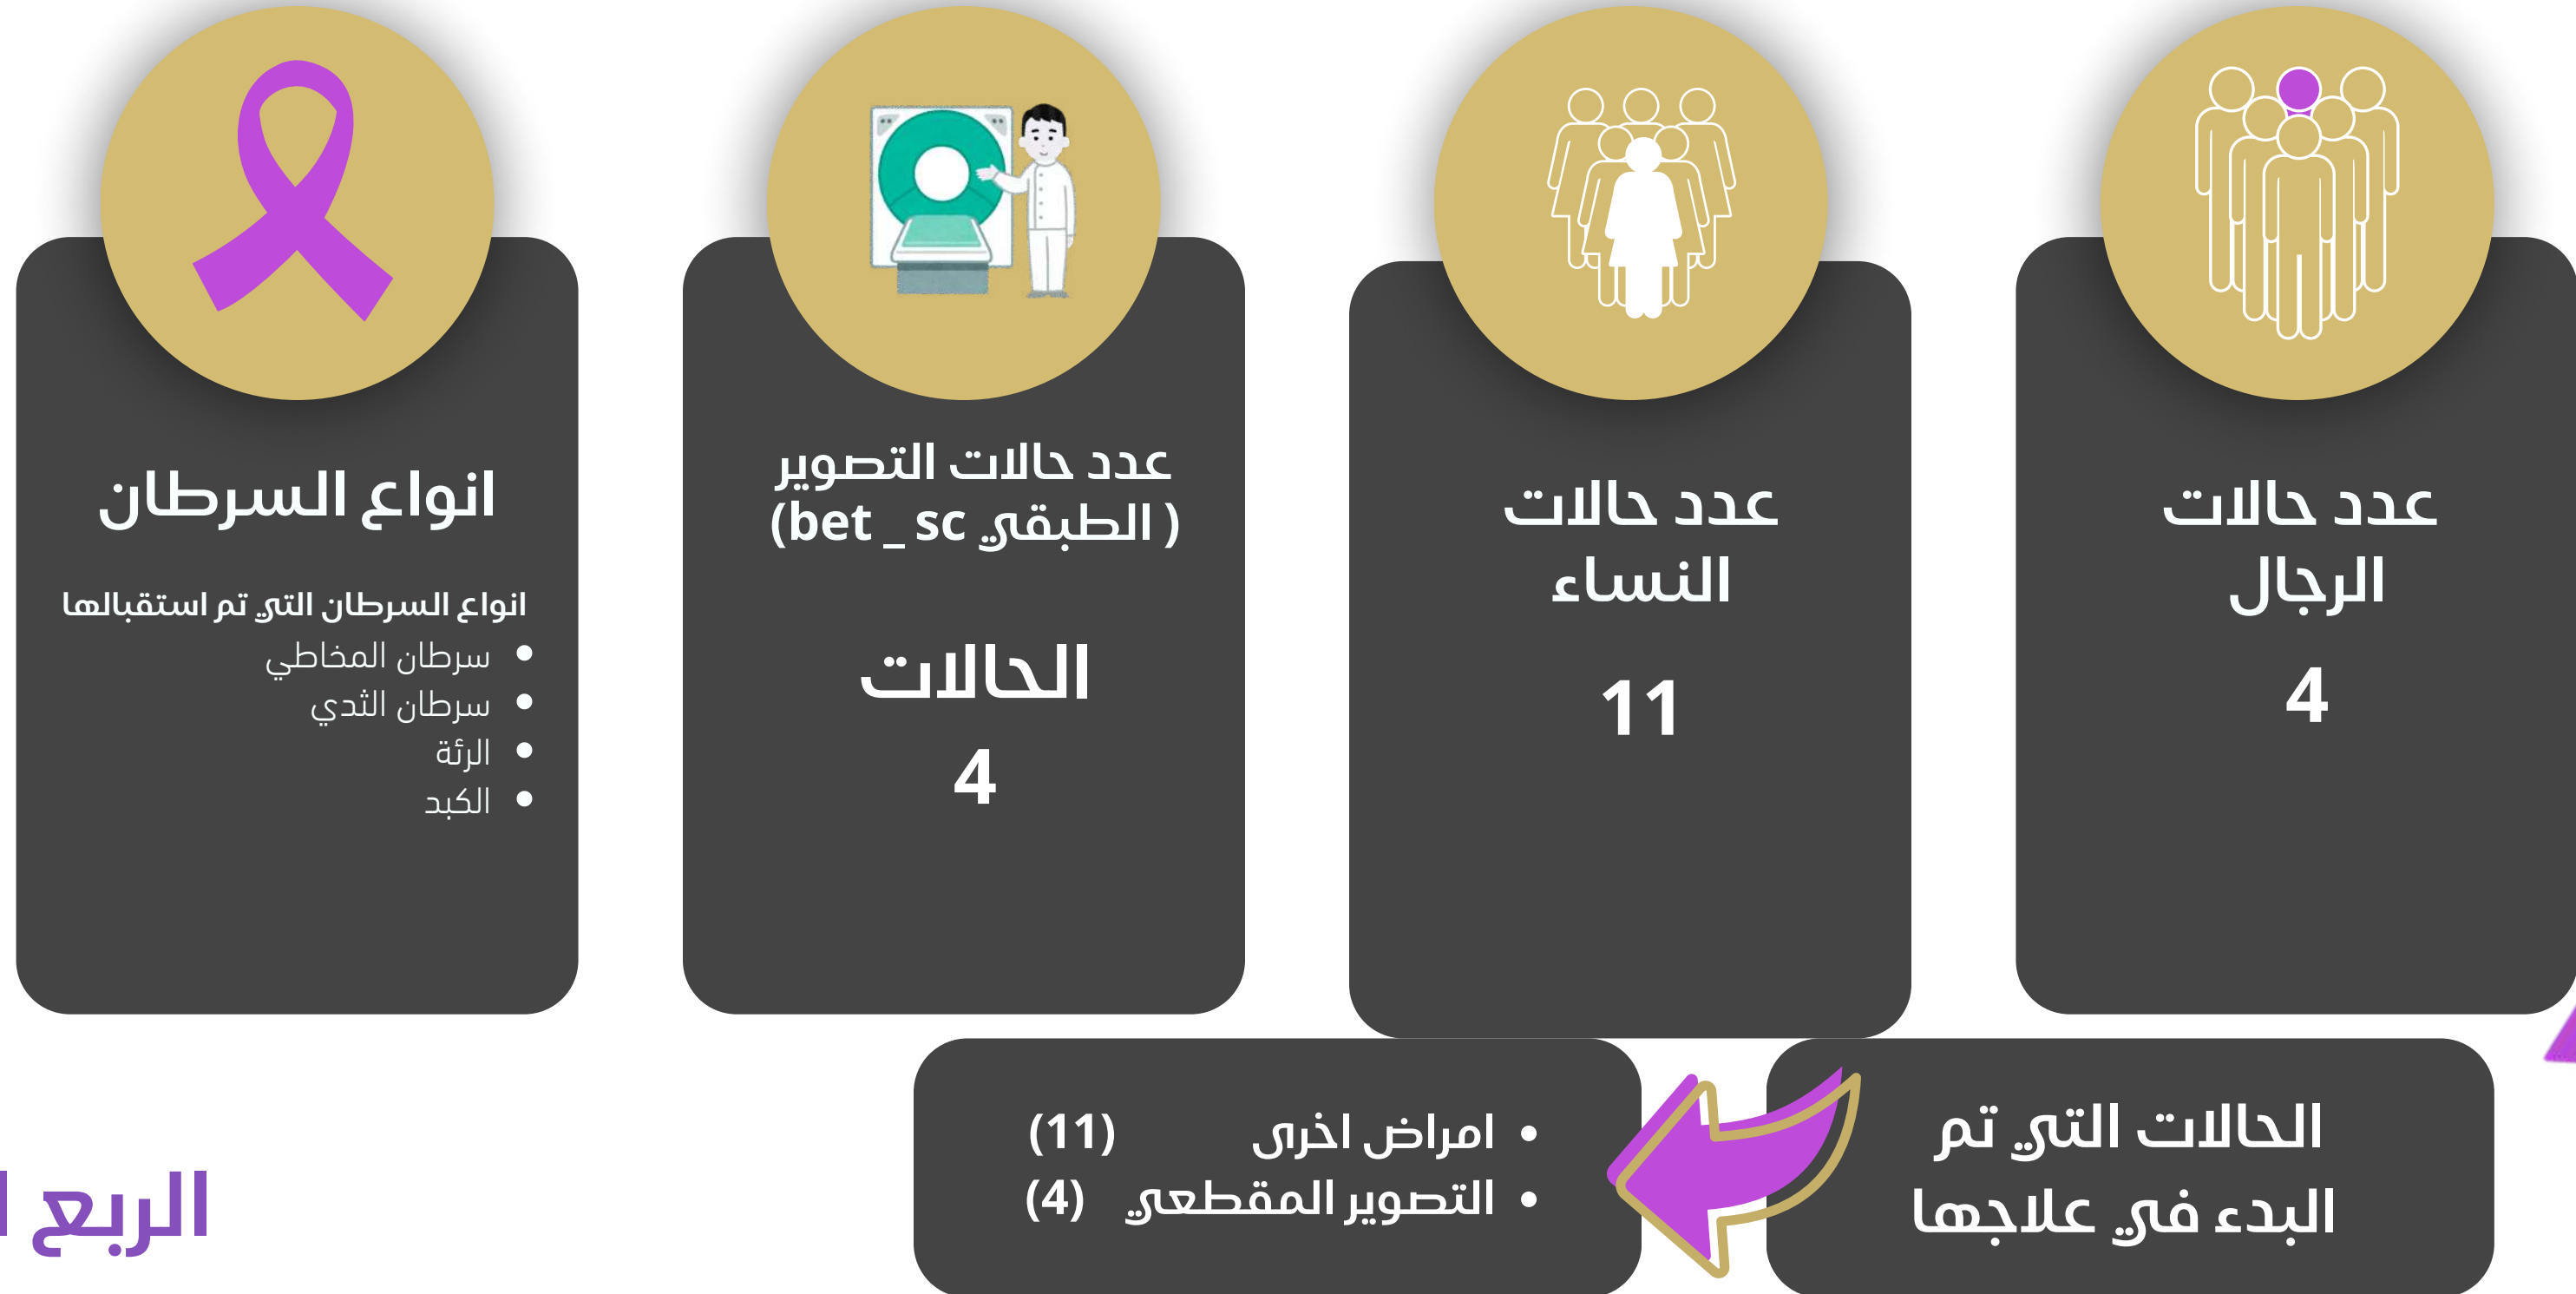 عدد حالات
الرجال
4
عدد حالات
النساء
11
عدد حالات التصوير
( الطبقي bet _ sc)
الحالات
4
انواع السرطان
انواع السرطان التي تم استقبالها
• سرطان المخاطي
• سرطان الثدي
• الرئة
• الكبد
الحالات التي تم
البدء في علاجها
• امراض اخرى (11)
• التصوير المقطعي (4)
الربع